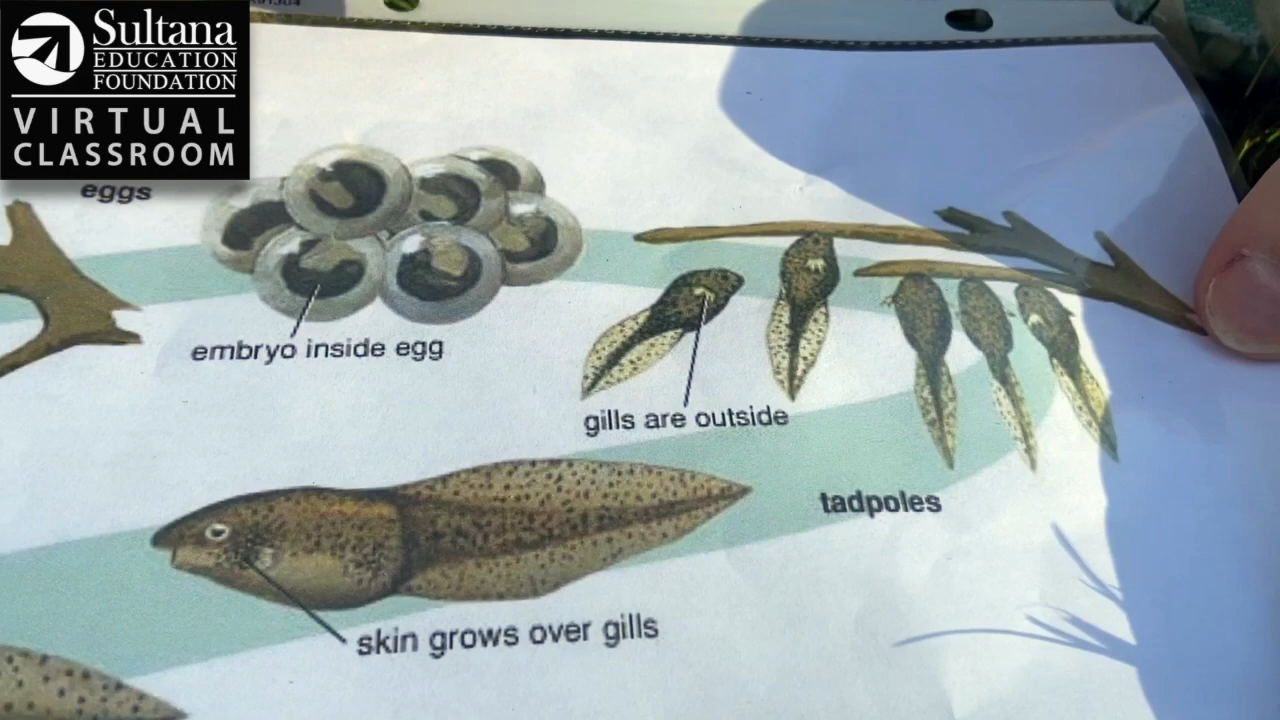 Sultana
EDUCATION
FOUNDATION
VIRTUAL
CLASSROOM
eggs
embryo inside egg
gills are outside
tadpoles
skin grows over gills